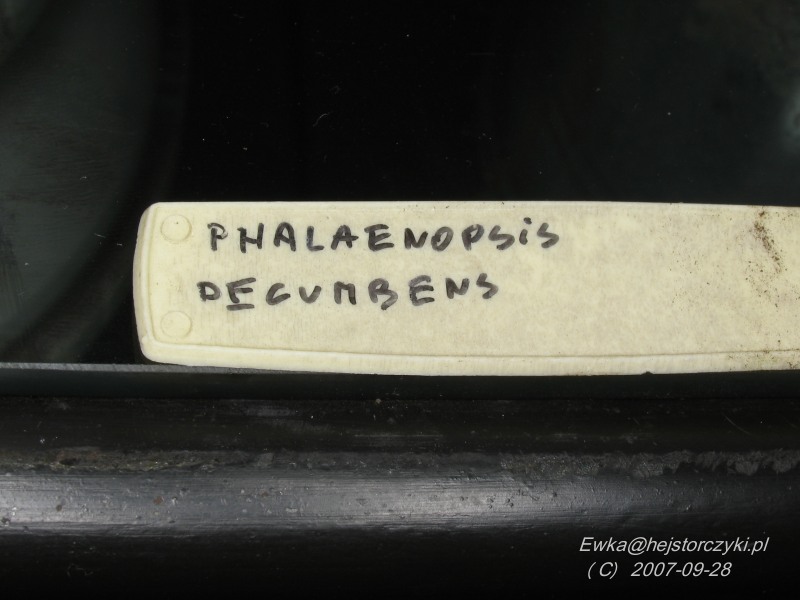 PHALAENOPSiS
DECUMBENS
Ewka@hejstorczyki.pl
( C) 2007-09-28